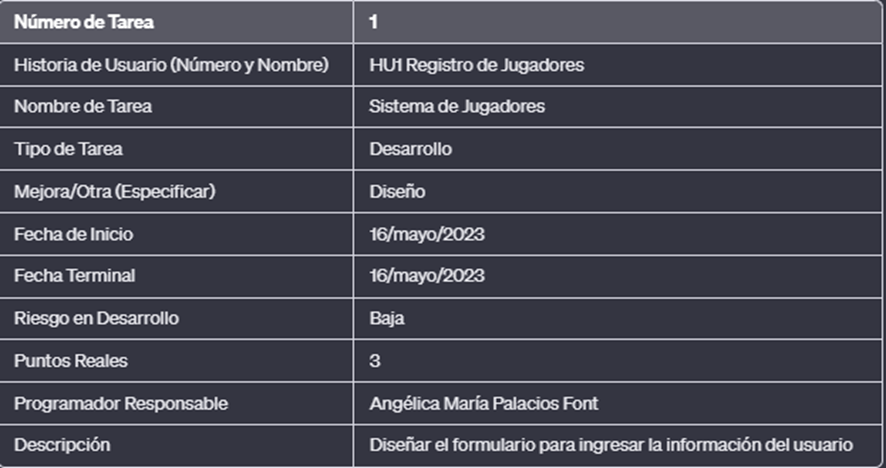 Número de Tarea 1
Historia de Usuario (Número y Nombre) HU1 Registro de Jugadores
Nombre de Tarea Sistema de Jugadores
Tipo de Tarea Desarrollo
Mejora/Otra (Especificar) Diseño
Fecha de Inicio 16/mayo/2023
Fecha Terminal 16/mayo/2023
Riesgo en Desarrollo Baja
Puntos Reales 3
Programador Responsable Angélica María Palacios Font
Descripción Diseñar el formulario para ingresar la información del usuario